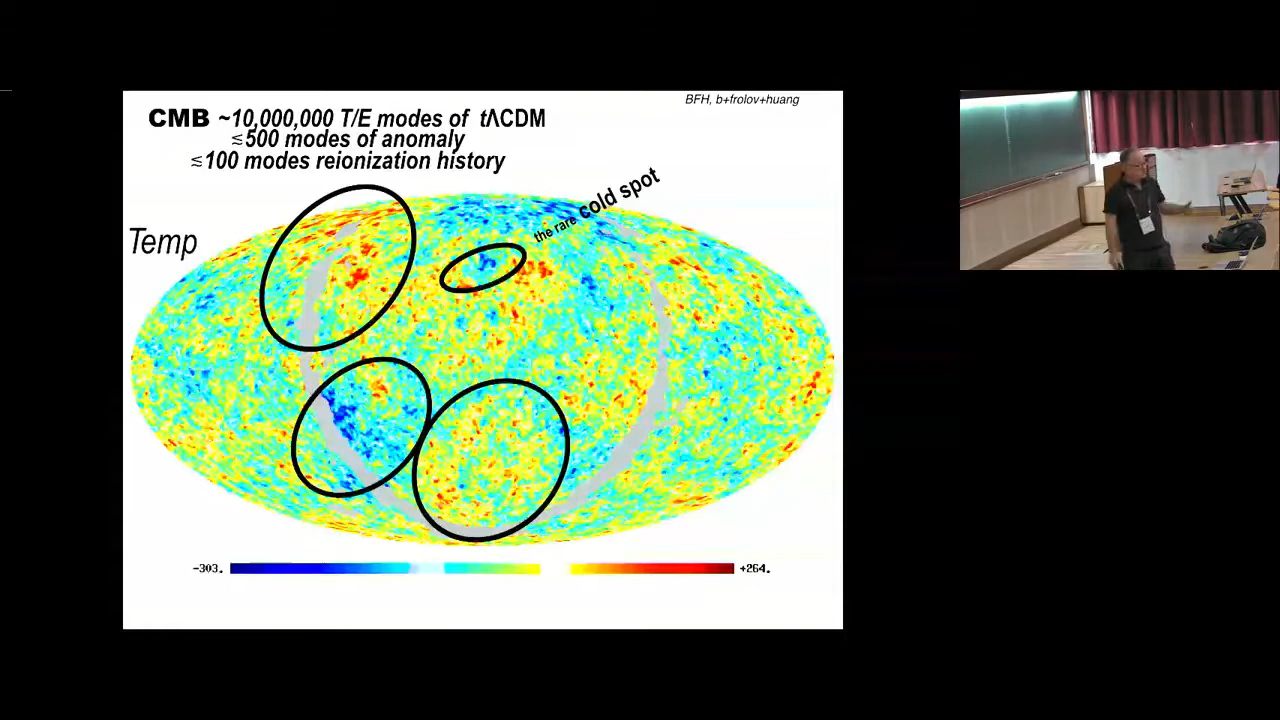 BFH, b+frolov+huang
CMB ~10,000,000 T/E modes of tΛCDM
≲500 modes of anomaly
≲100 modes reionization history
the rare cold spot
Temp
-303.
+264.